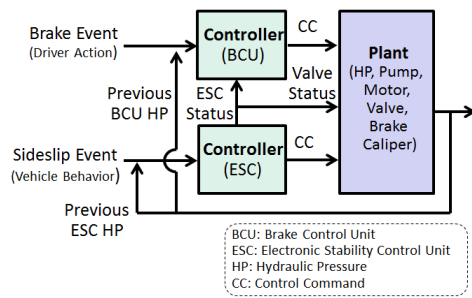 Brake Event
(Driver Action)
Controller
(BCU)
CC
Plant
(HP, Pump,
Motor,
Valve,
Brake
Caliper)
Previous
BCU HP
ESC
Status
Valve
Status
Sideslip Event
(Vehicle Behavior)
Controller
(ESC)
CC
Previous
ESC HP
BCU: Brake Control Unit
ESC: Electronic Stability Control Unit
HP: Hydraulic Pressure
CC: Control Command